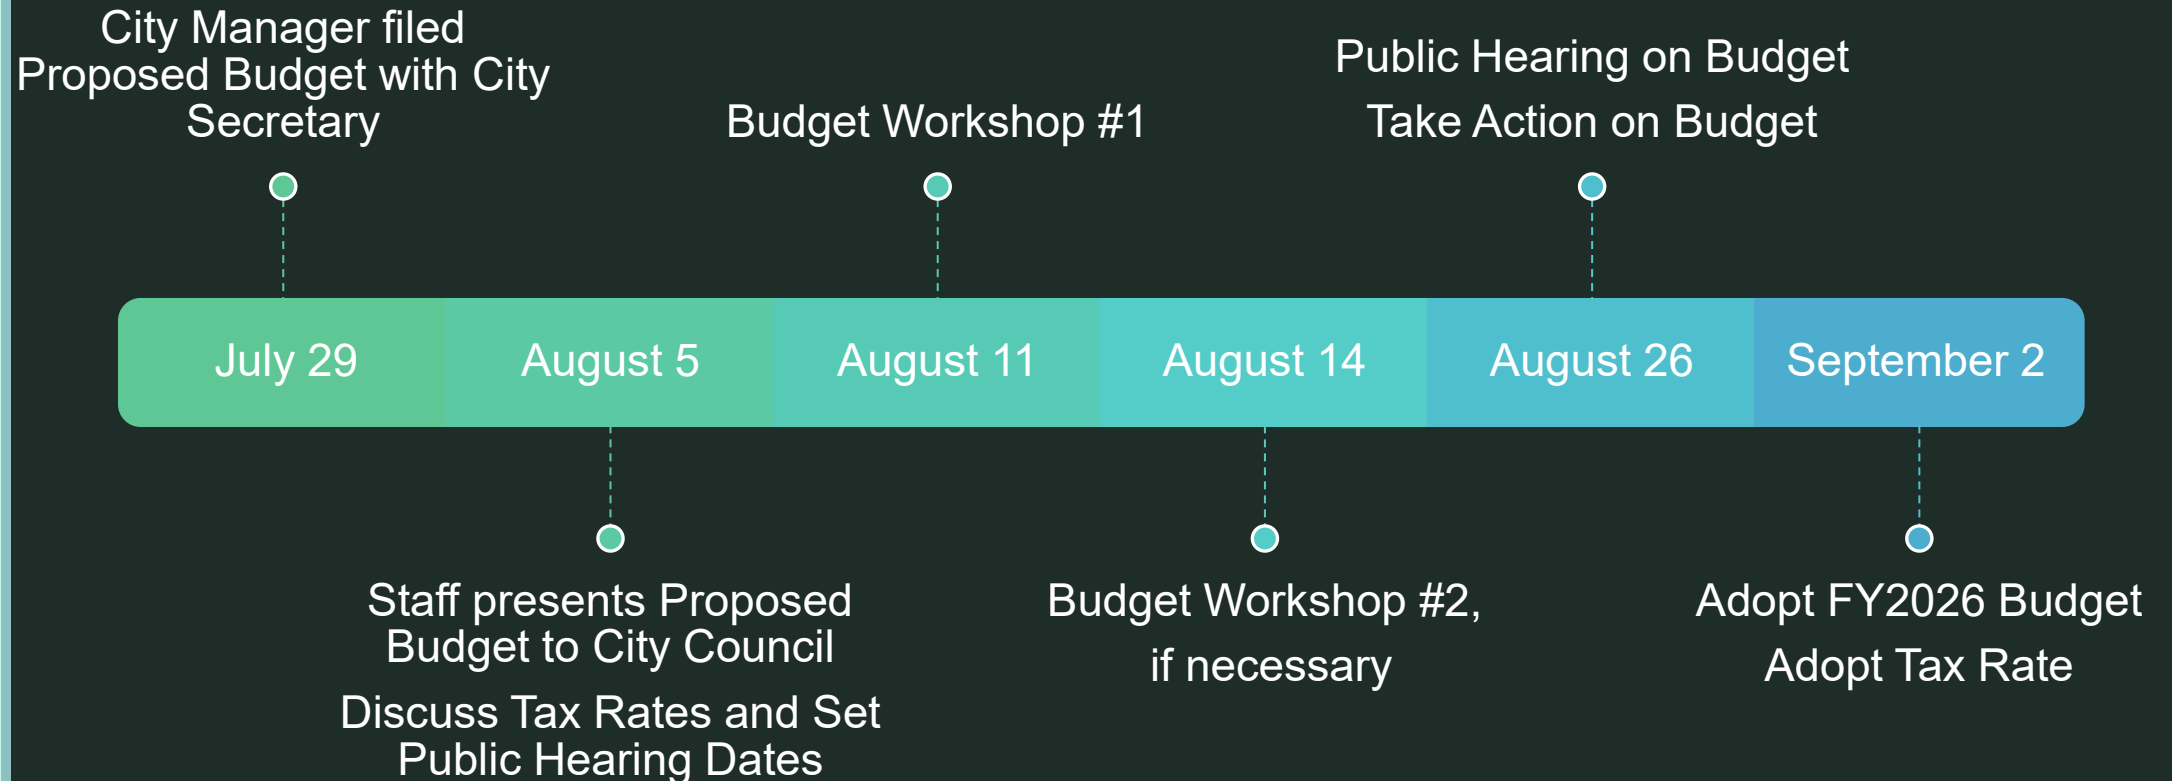 City Manager filed
Proposed Budget with City
Secretary
Budget Workshop #1
Public Hearing on Budget
Take Action on Budget
July 29
August 5
August 11
August 14
August 26
September 2
Staff presents Proposed
Budget to City Council
Discuss Tax Rates and Set
Public Hearing Dates
Budget Workshop #2,
if necessary
Adopt FY2026 Budget
Adopt Tax Rate